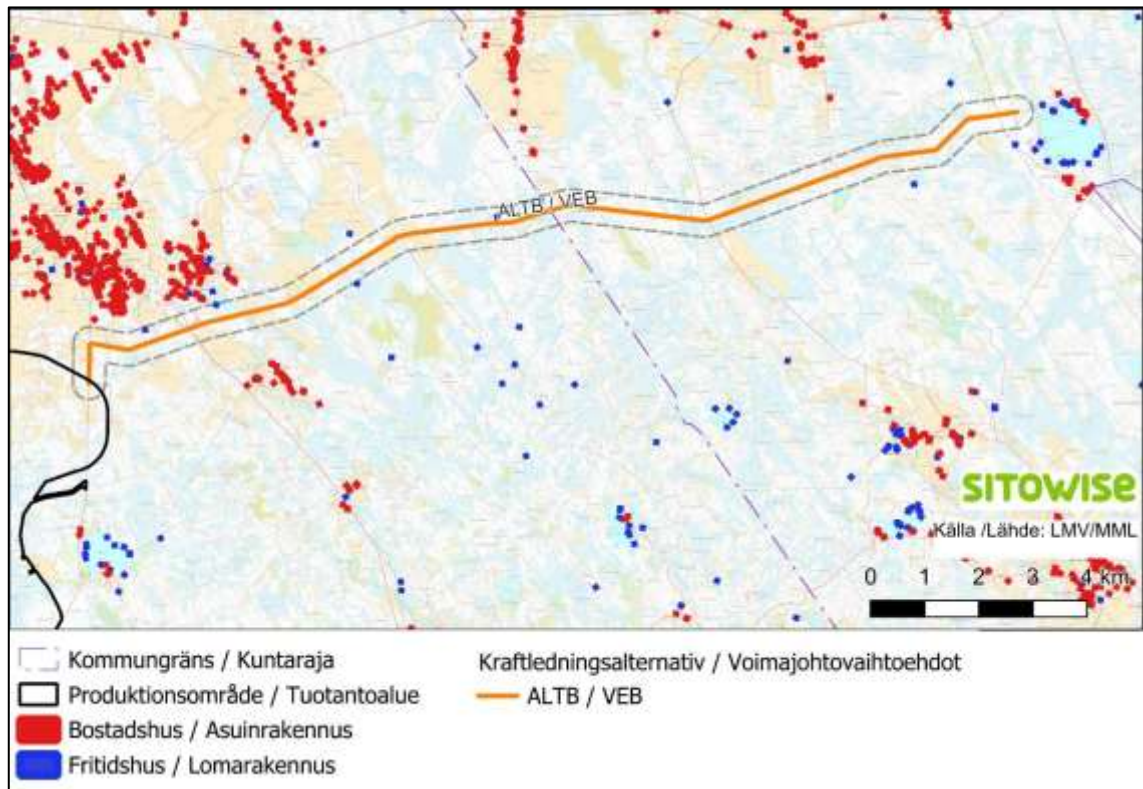 ALTB / VEB
sitowise
Källa /Lähde: LMV/MML
0 1 2 3 4 km
Kommungräns / Kuntaraja
Produktionsområde / Tuotantoalue
Bostadshus / Asuinrakennus
Fritidshus / Lomarakennus
Kraftledningsalternativ / Voimajohtovaihtoehdot
ALTB / VEB